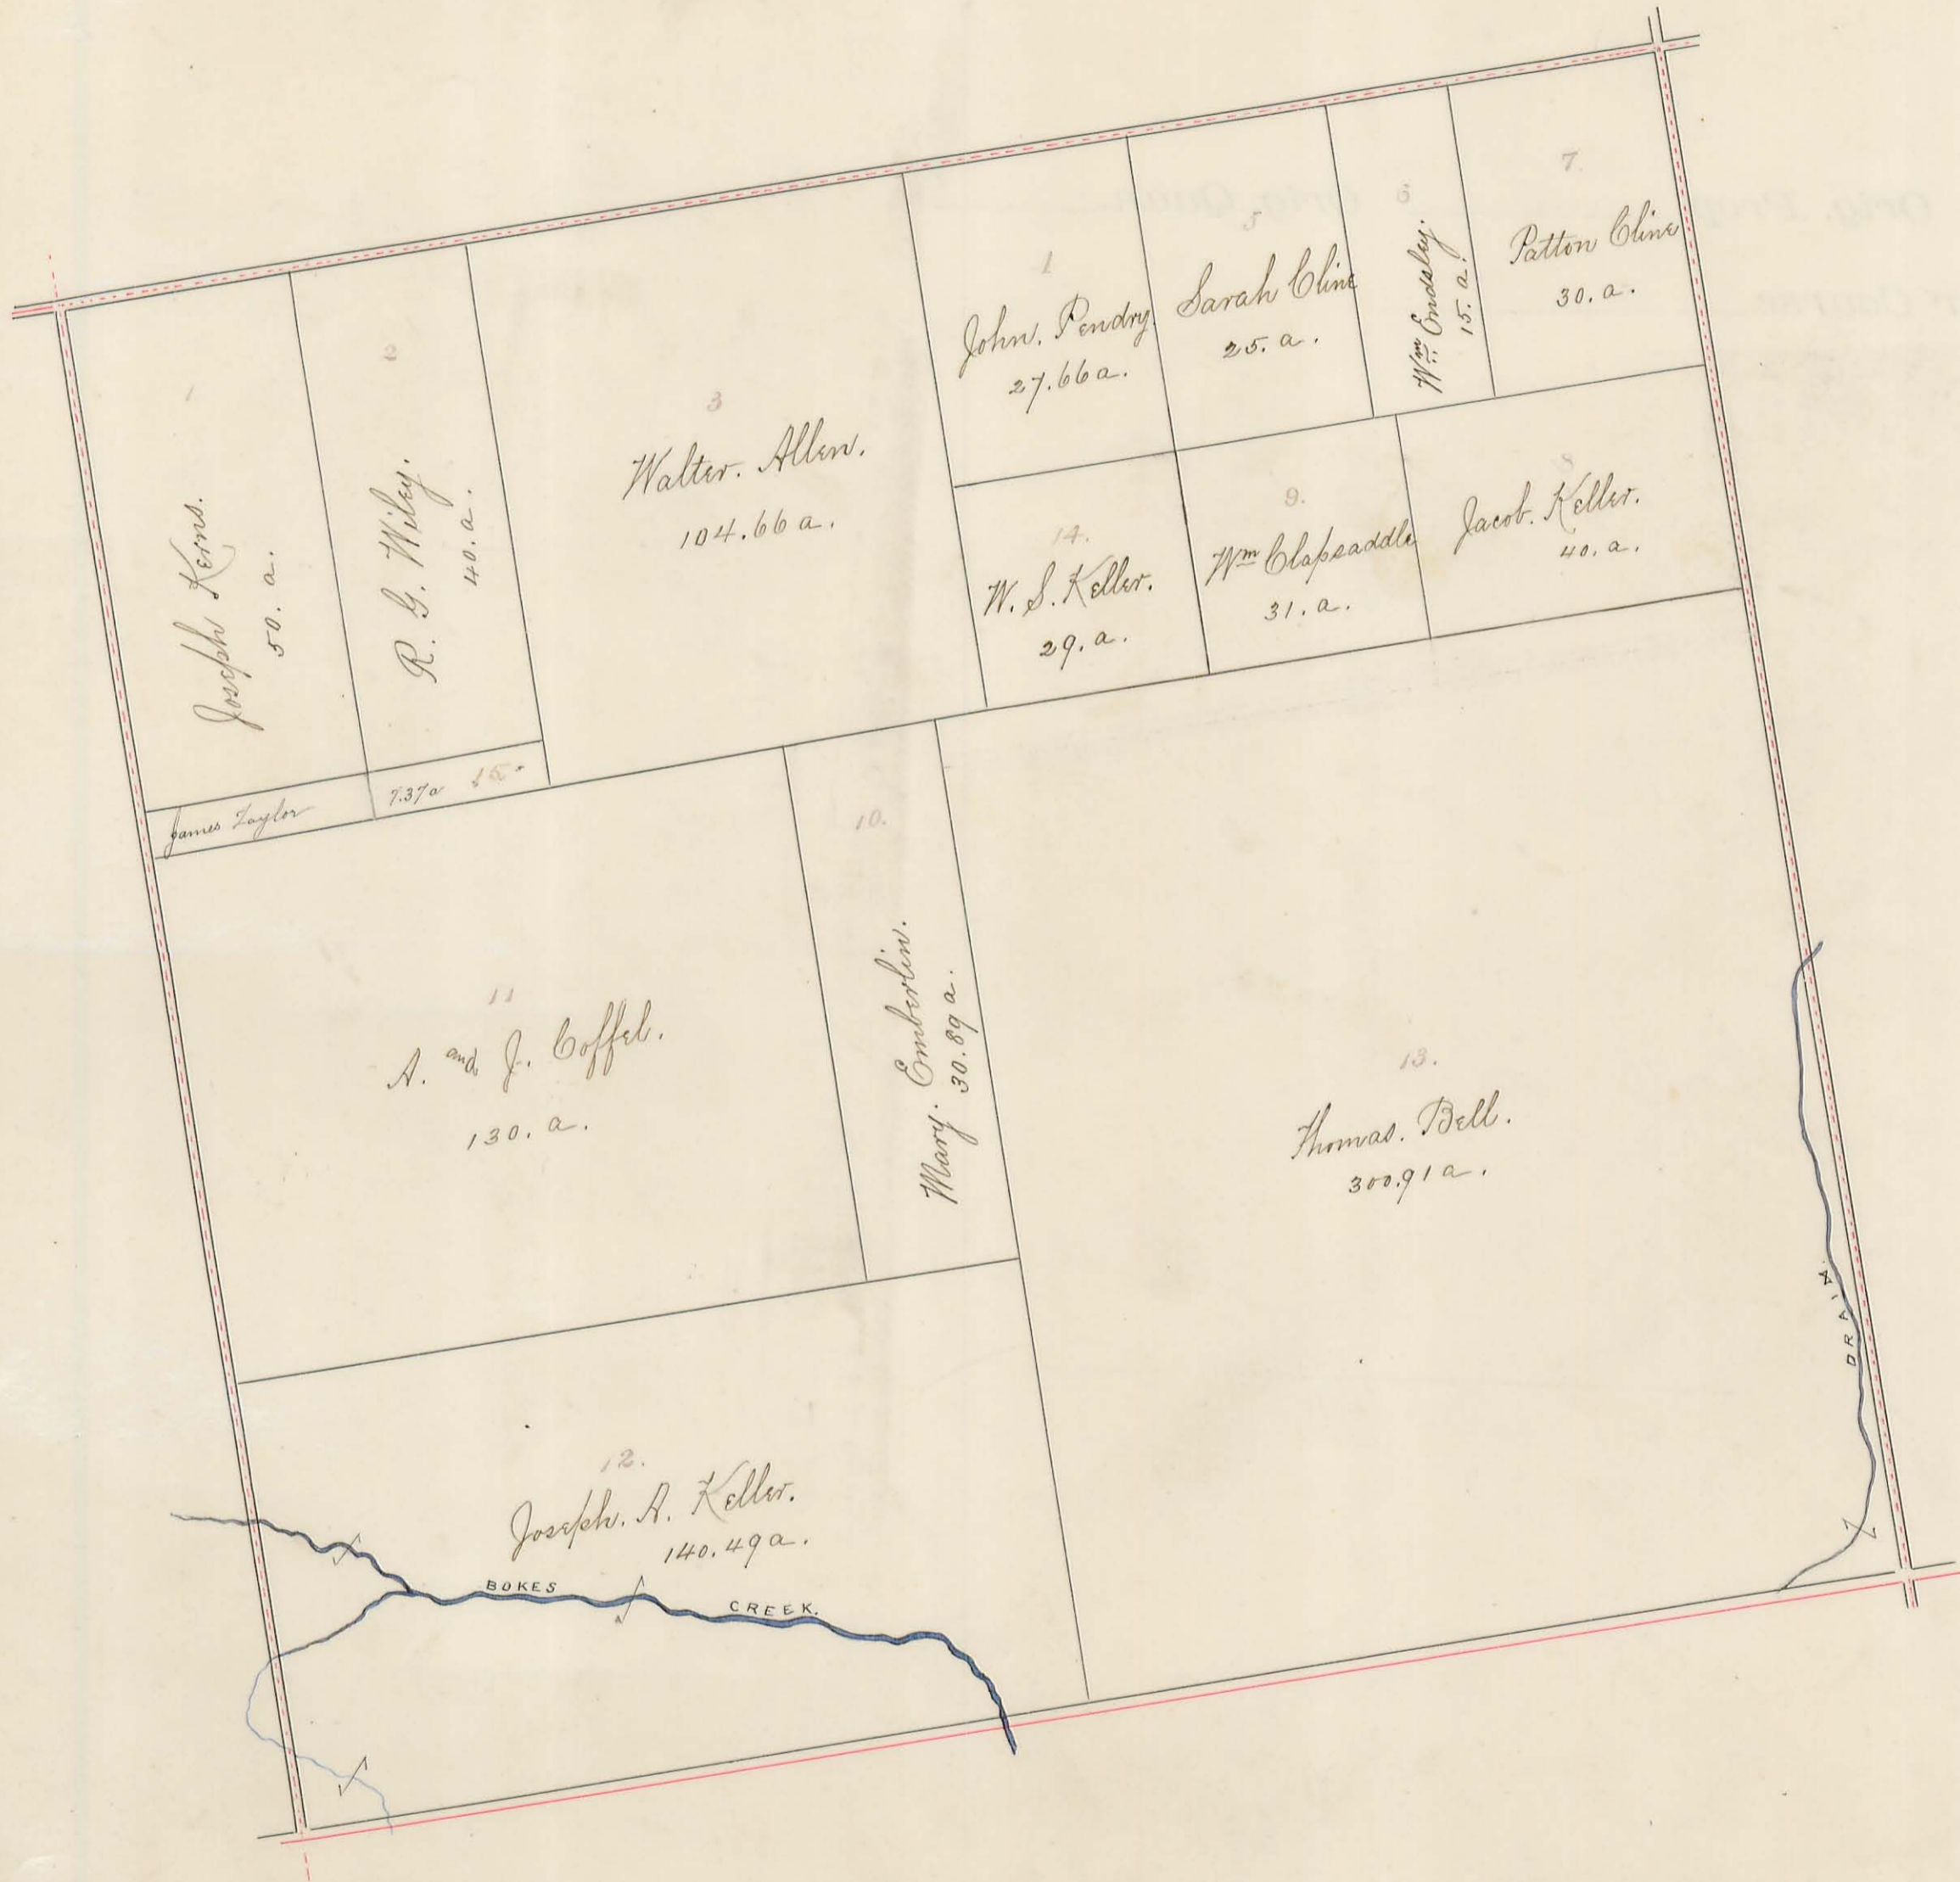 1
Joseph Kerns.
50. a.
2
R. G. Wiley.
40. a.
3
Walter. Allen.
104.66 a.
1
John. Pendry.
27.66 a.
5
Sarah Cline
25. a.
6
Wm. Endsley.
15. a.
7.
Patton Cline
30. a.
14.
W. S. Keller.
29. a.
9.
Wm Clapsaddle
31. a.
8
Jacob. Keller.
40. a.
James Taylor
7.37a 15.
11
A. and J. Coffel.
130. a.
10.
Mary. Emberlin.
30.89 a.
13.
Thomas. Bell.
300.91 a.
DRAIN.
12.
Joseph. A. Keller.
140.49 a.
BOKES CREEK.